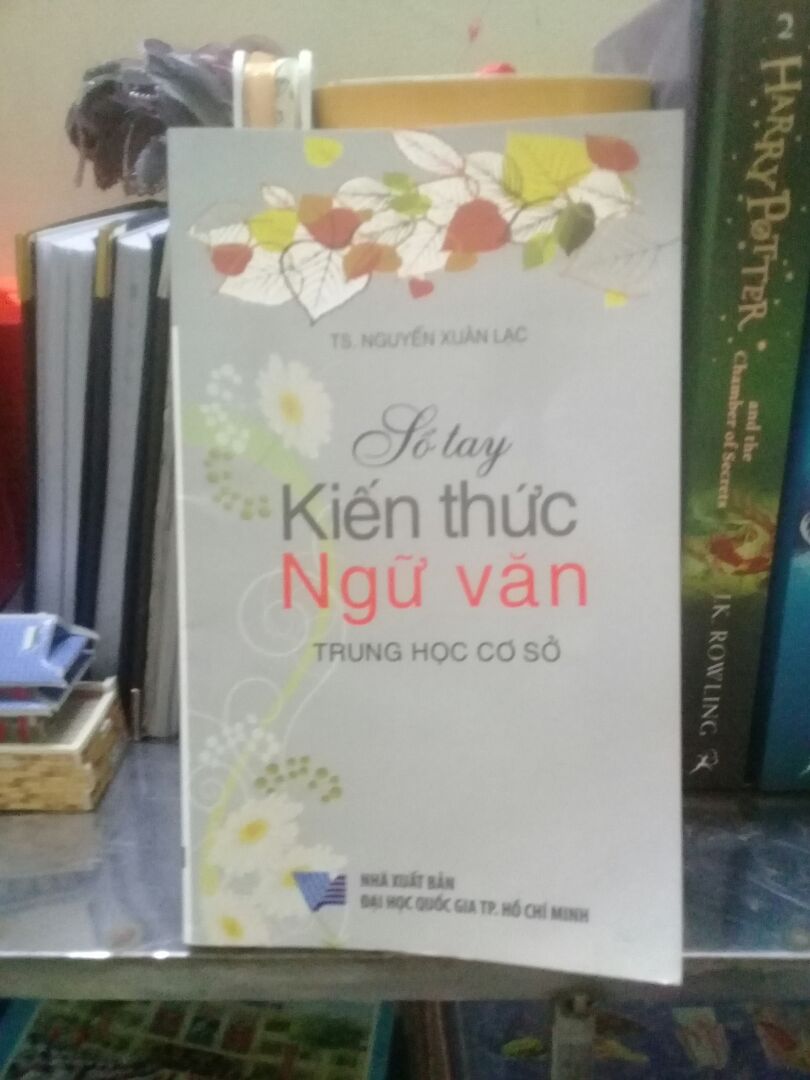 TS. NGUYỄN XUÂN LẠC
Sổ tay
Kiến thức
Ngữ văn
TRUNG HỌC CƠ SỞ
NHÀ XUẤT BẢN
ĐẠI HỌC QUỐC GIA TP. HỒ CHÍ MINH
2
HARRY POTTER
and the
Chamber of Secrets
J.K. ROWLING